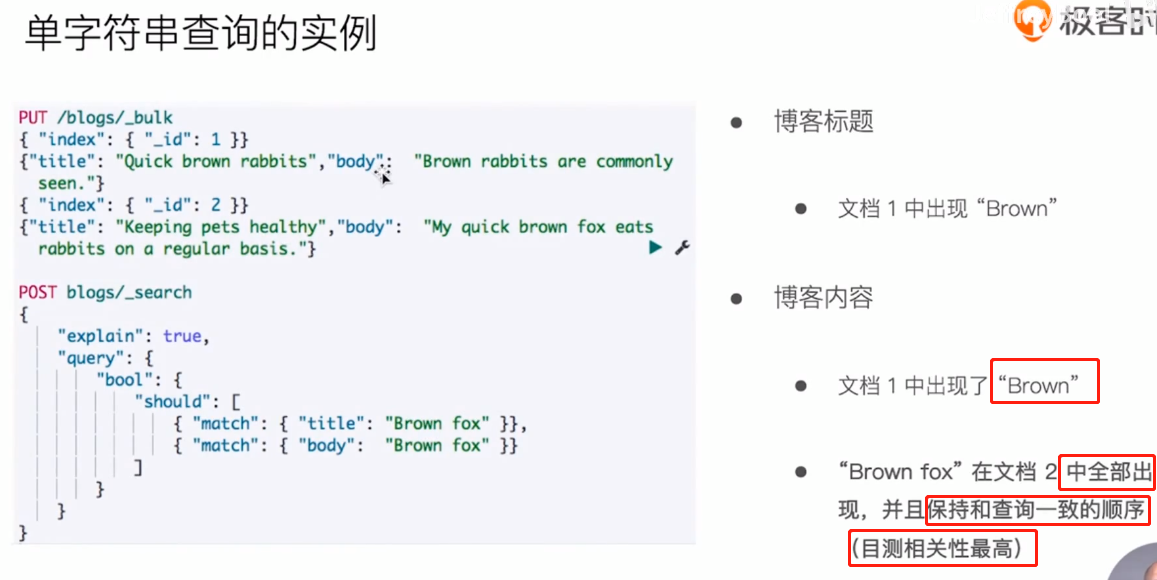 单字符串查询的实例
极客时
PUT /blogs/_bulk
{ "index": { "_id": 1 }}
{"title": "Quick brown rabbits","body":  "Brown rabbits are commonly
seen."}
{ "index": { "_id": 2 }}
{"title": "Keeping pets healthy","body":  "My quick brown fox eats
rabbits on a regular basis."}
POST blogs/_search
{
"explain": true,
"query": {
"bool": {
"should": [
{ "match": { "title": "Brown fox" }},
{ "match": { "body":  "Brown fox" }}
]
}
}
}
● 博客标题
● 文档 1 中出现 “Brown”
● 博客内容
● 文档 1 中出现了 “Brown”
● “Brown fox” 在文档 2 中全部出
现，并且保持和查询一致的顺序
（目测相关性最高）